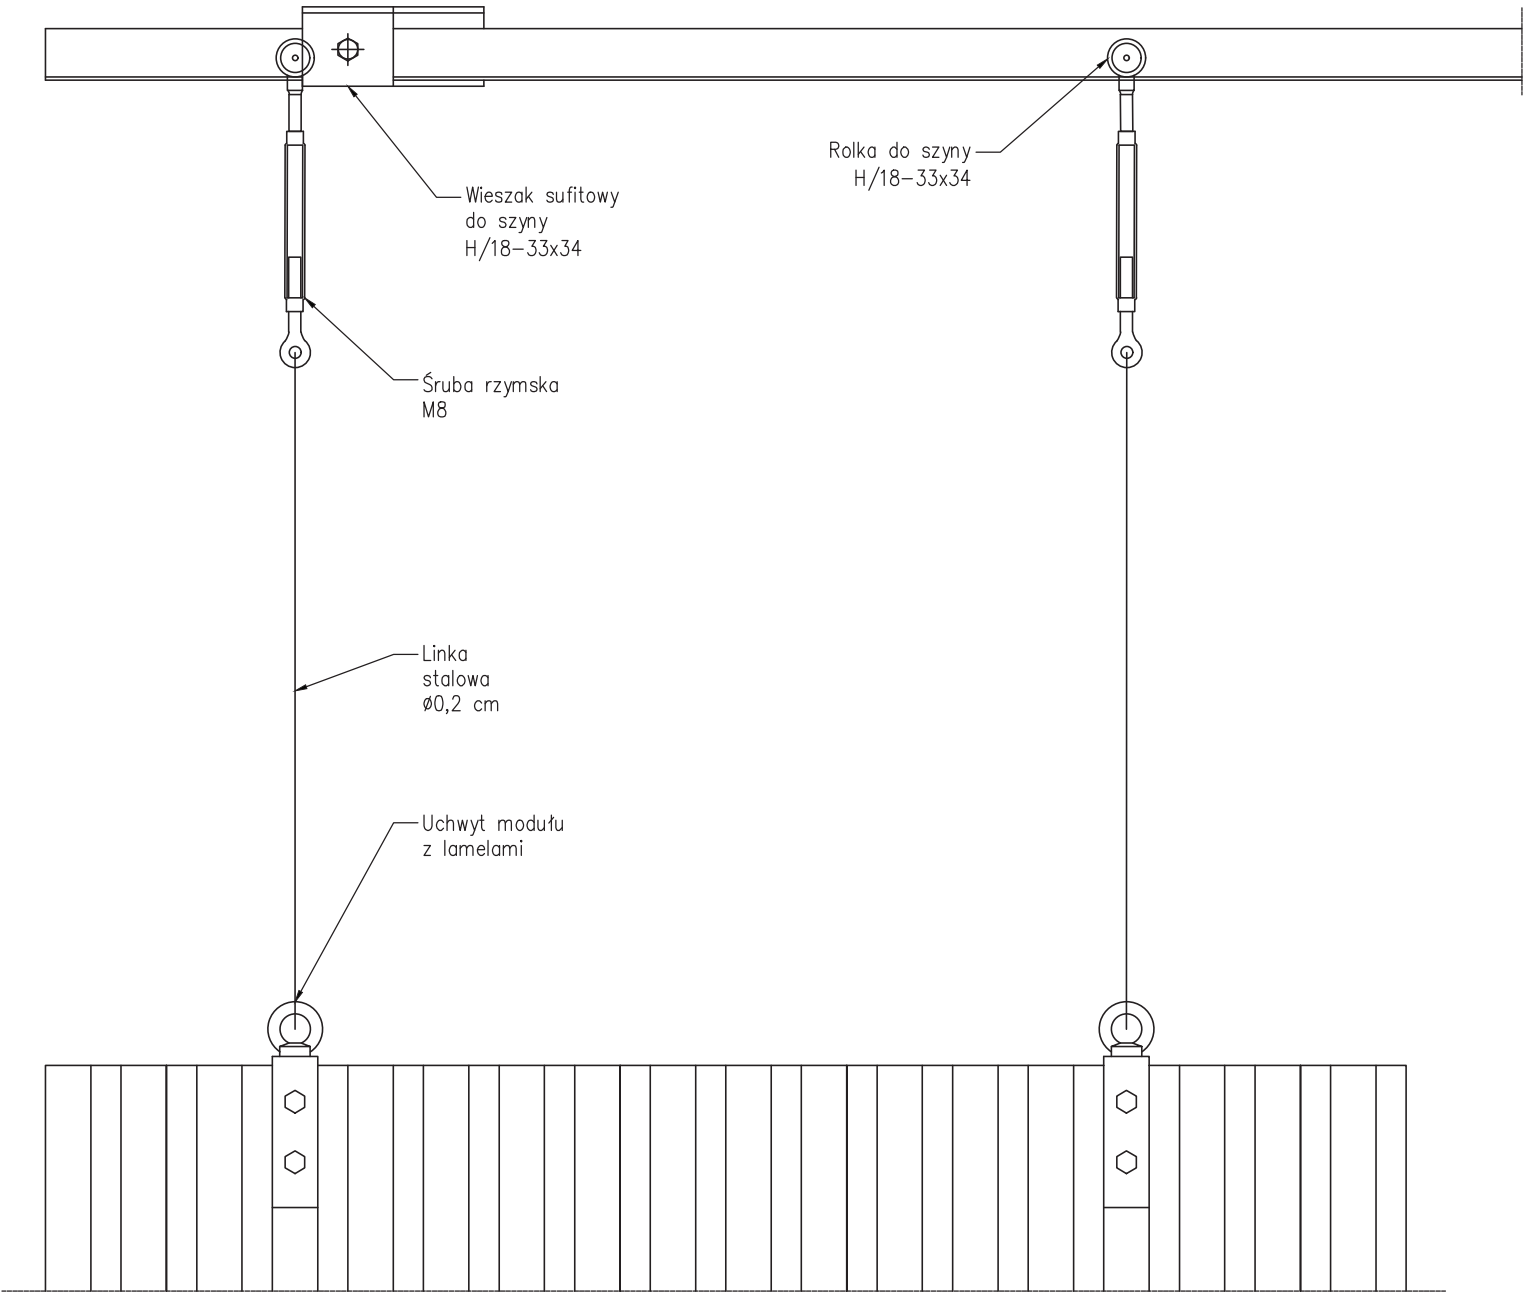 Rolka do szyny
H/18-33x34
Wieszak sufitowy
do szyny
H/18-33x34
Śruba rzymska
M8
Linka
stalowa
ø0,2 cm
Uchwyt modułu
z lamelami